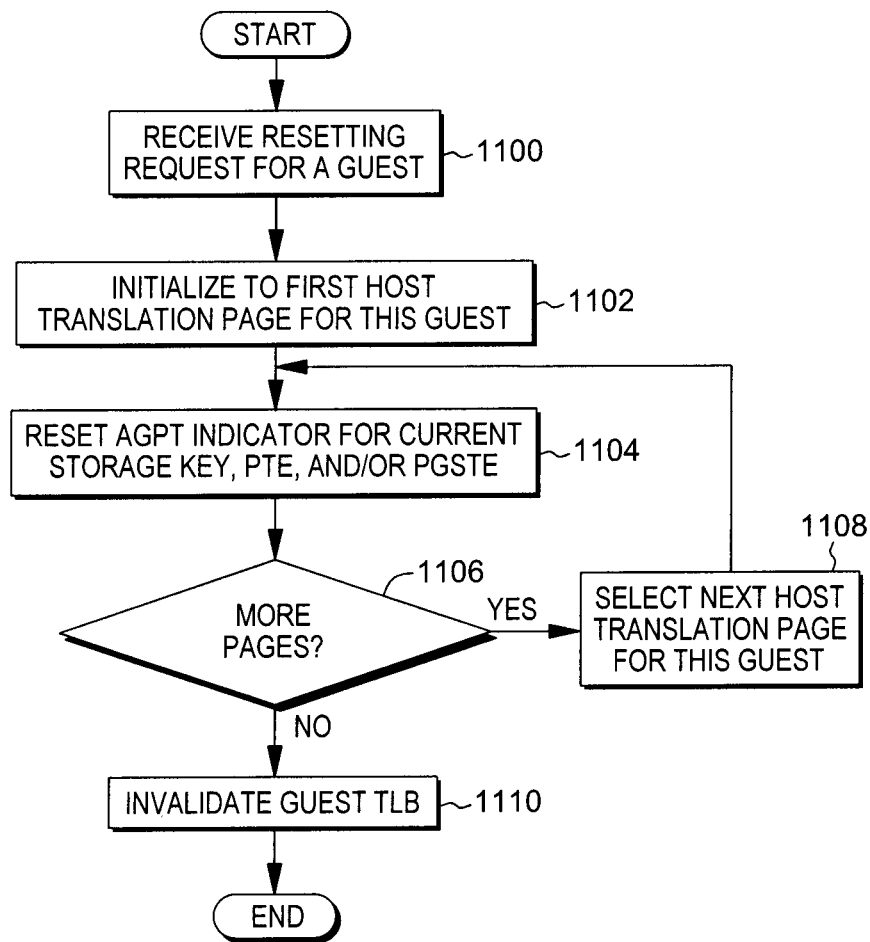 START
RECEIVE RESETTING
REQUEST FOR A GUEST
1100
INITIALIZE TO FIRST HOST
TRANSLATION PAGE FOR THIS GUEST
1102
RESET AGPT INDICATOR FOR CURRENT
STORAGE KEY, PTE, AND/OR PGSTE
1104
MORE
PAGES?
1106
YES
SELECT NEXT HOST
TRANSLATION PAGE
FOR THIS GUEST
1108
NO
INVALIDATE GUEST TLB
1110
END